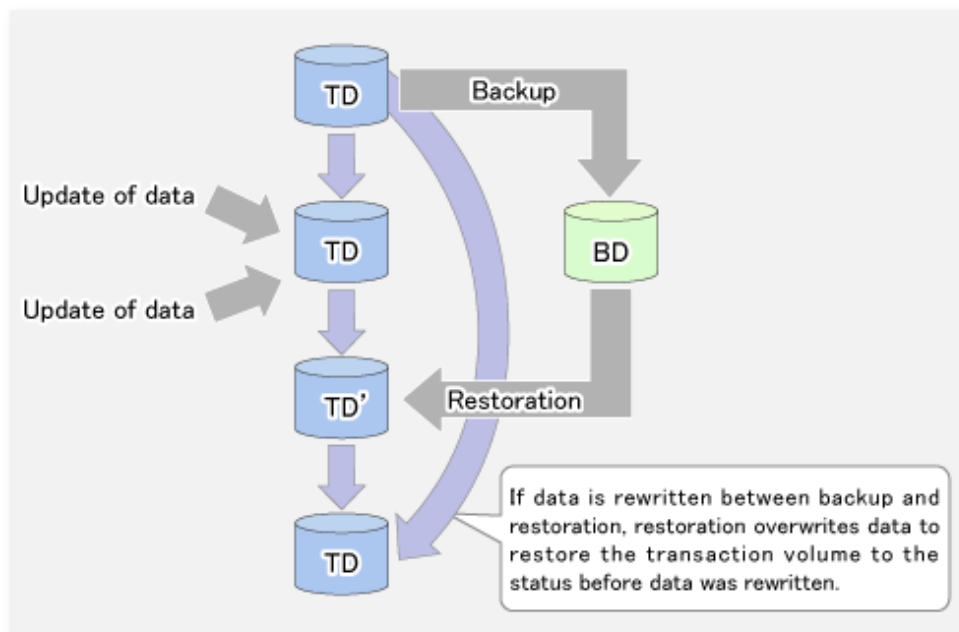 TD
Backup
Update of data
TD
BD
Update of data
TD'
Restoration
If data is rewritten between backup and
restoration, restoration overwrites data to
restore the transaction volume to the
status before data was rewritten.
TD